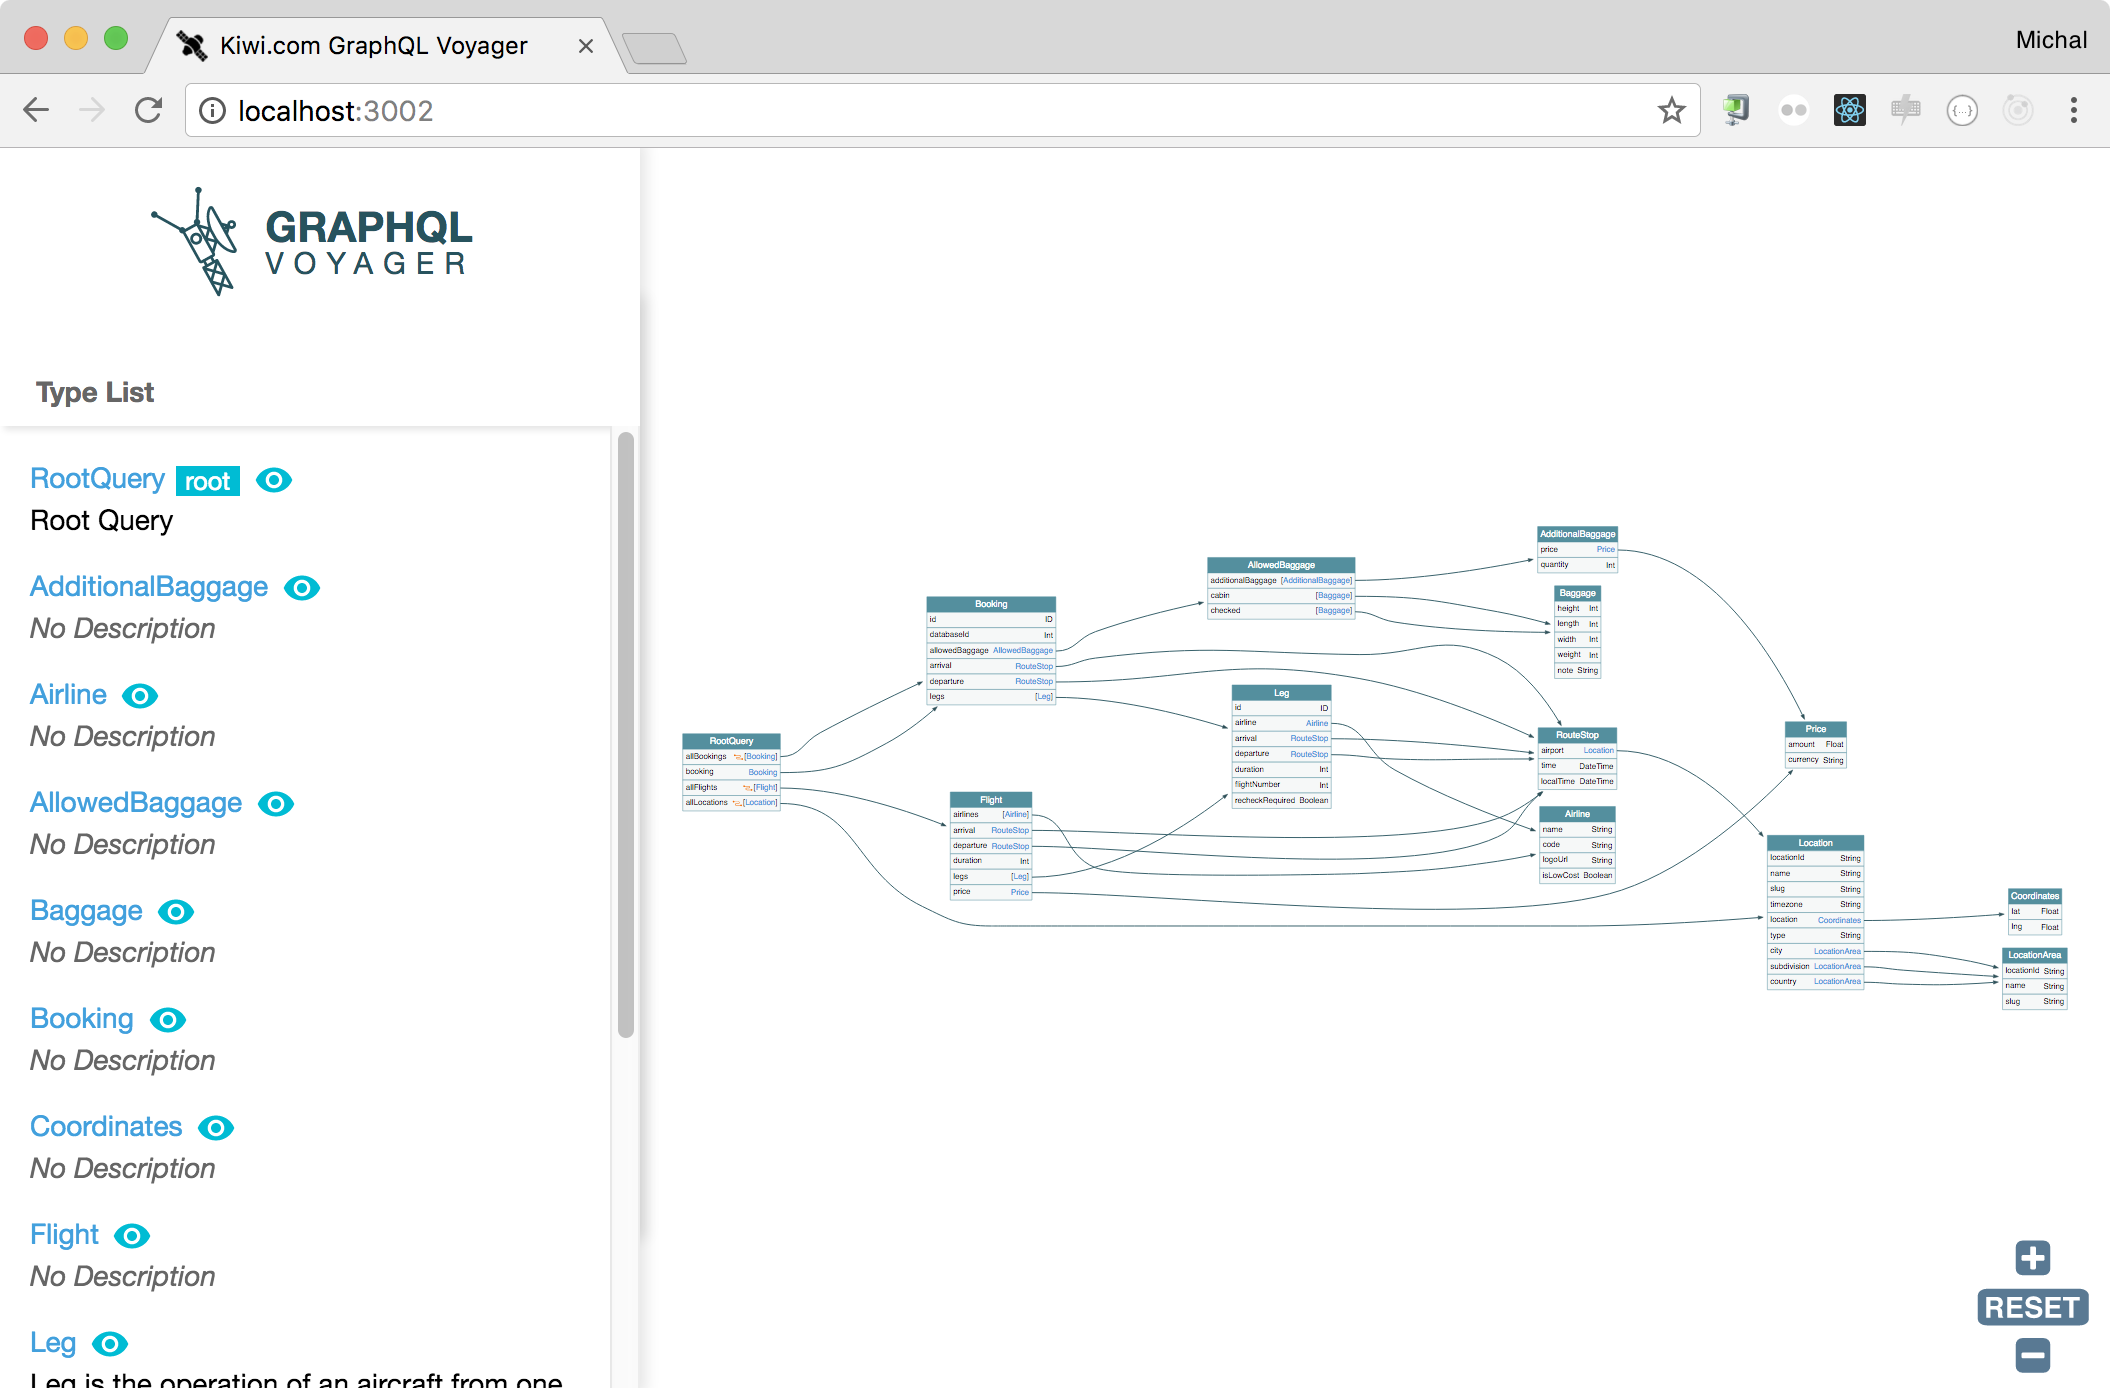 Kiwi.com GraphQL Voyager
Michal
localhost:3002
GRAPHQL
VOYAGER
Type List
RootQuery root
Root Query
AdditionalBaggage
No Description
Airline
No Description
AllowedBaggage
No Description
Baggage
No Description
Booking
No Description
Coordinates
No Description
Flight
No Description
Leg
Leg is the operation of an aircraft from one
RootQuery
allBookings [Booking]
booking Booking
allFlights [Flight]
allLocations [Location]
Booking
id ID
databaseId Int
allowedBaggage AllowedBaggage
arrival RouteStop
departure RouteStop
legs [Leg]
Flight
airlines [Airline]
arrival RouteStop
departure RouteStop
duration Int
legs [Leg]
price Price
AllowedBaggage
additionalBaggage [AdditionalBaggage]
cabin [Baggage]
checked [Baggage]
Leg
id ID
airline Airline
arrival RouteStop
departure RouteStop
duration Int
flightNumber Int
recheckRequired Boolean
AdditionalBaggage
price Price
quantity Int
Baggage
height Int
length Int
width Int
weight Int
note String
RouteStop
airport Location
time DateTime
localTime DateTime
Airline
name String
code String
logoUrl String
isLowCost Boolean
Price
amount Float
currency String
Location
locationId String
name String
slug String
timezone String
location Coordinates
type String
city LocationArea
subdivision LocationArea
country LocationArea
Coordinates
lat Float
lng Float
LocationArea
locationId String
name String
slug String
RESET